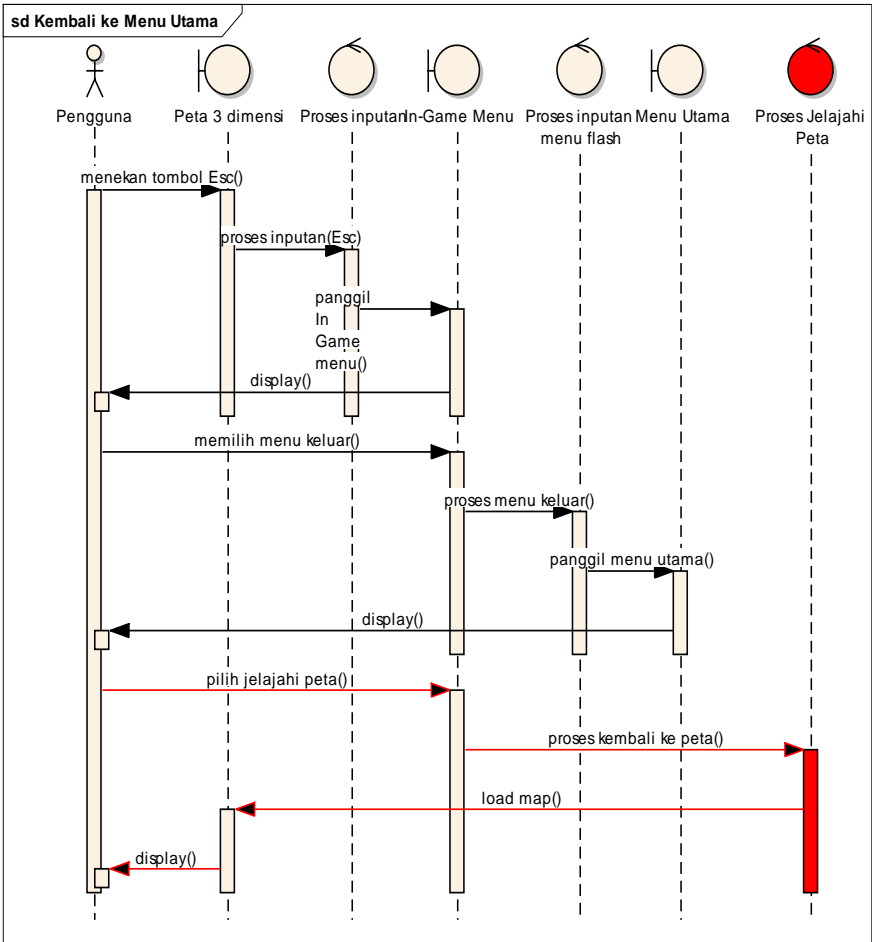 sd Kembali ke Menu Utama
Pengguna
Peta 3 dimensi
Proses inputan
In-Game Menu
Proses inputan
menu flash
Menu Utama
Proses Jelajahi
Peta
menekan tombol Esc()
proses inputan(Esc)
panggil
In
Game
menu()
display()
memilih menu keluar()
proses menu keluar()
panggil menu utama()
display()
pilih jelajahi peta()
proses kembali ke peta()
load map()
display()